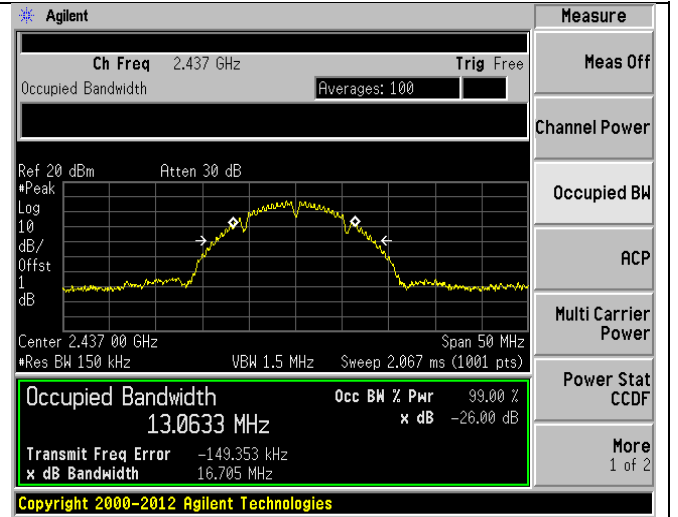 Agilent
Measure
Ch Freq 2.437 GHz Trig Free
Occupied Bandwidth Averages: 100
Ref 20 dBm Atten 30 dB
#Peak
Log
10
dB/
Offst
1
dB
Center 2.437 00 GHz Span 50 MHz
#Res BW 150 kHz VBW 1.5 MHz Sweep 2.067 ms (1001 pts)
Occupied Bandwidth Occ BW % Pwr 99.00 %
13.0633 MHz x dB -26.00 dB
Transmit Freq Error -149.353 kHz
x dB Bandwidth 16.705 MHz
Copyright 2000-2012 Agilent Technologies
Meas Off
Channel Power
Occupied BW
ACP
Multi Carrier
Power
Power Stat
CCDF
More
1 of 2